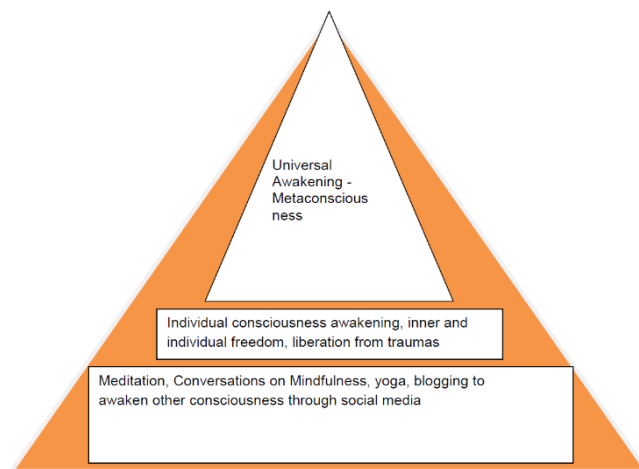 Universal
Awakening -
Metaconscious
ness
Individual consciousness awakening, inner and
individual freedom, liberation from traumas
Meditation, Conversations on Mindfulness, yoga, blogging to
awaken other consciousness through social media